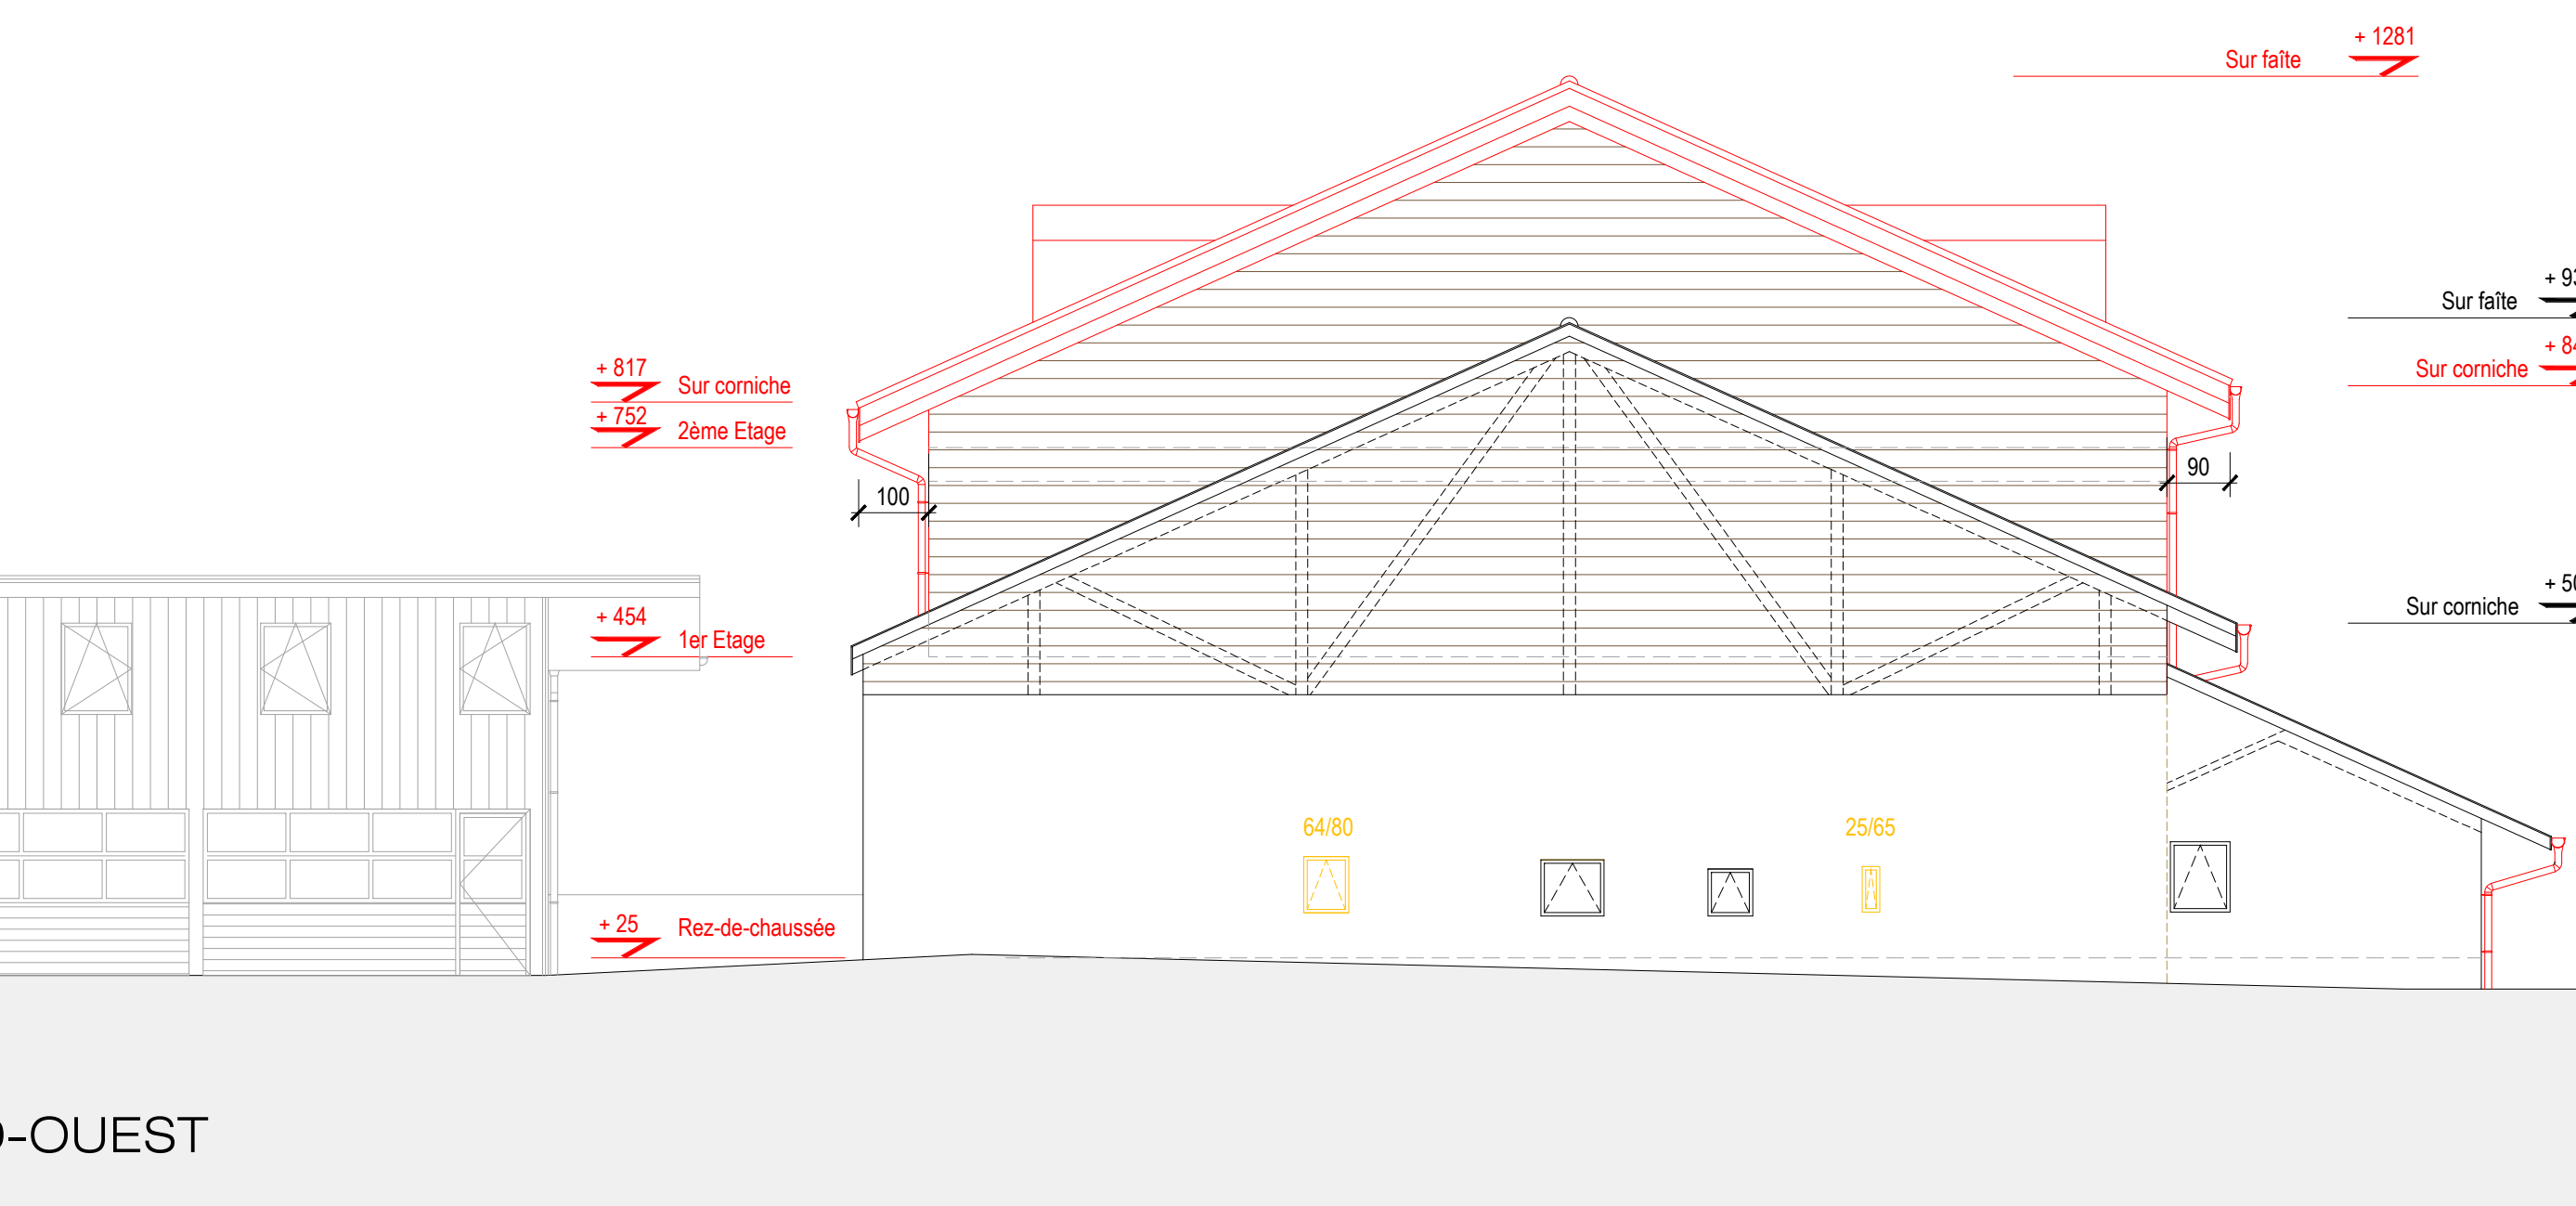 + 1281
Sur faîte
Sur faîte
+ 817
Sur corniche
Sur corniche
+ 752
2ème Etage
90
100
+ 454
1er Etage
Sur corniche
64/80
25/65
+ 25
Rez-de-chaussée
-OUEST